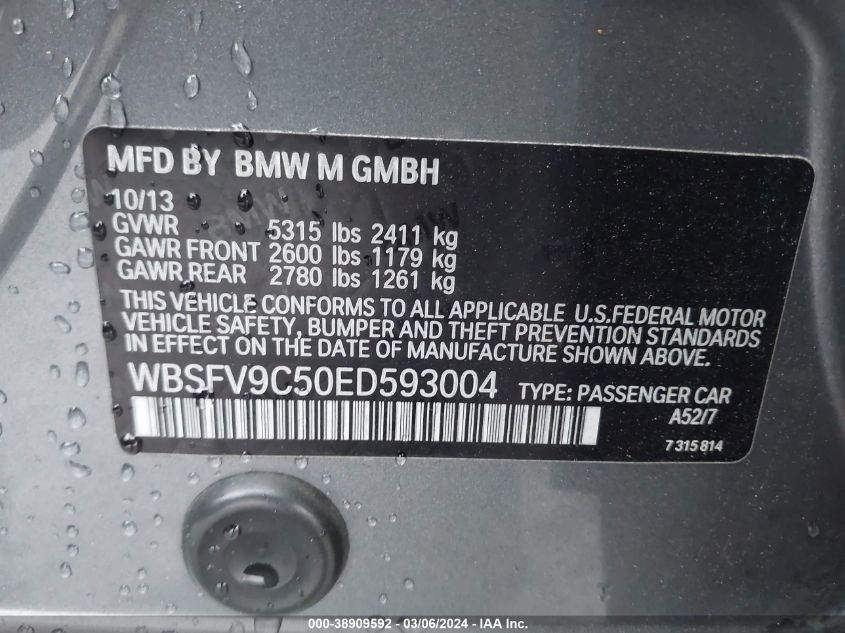 MFD BY BMW M GMBH
10/13
GVWR 5315 lbs 2411 kg
GAWR FRONT 2600 lbs 1179 kg
GAWR REAR 2780 lbs 1261 kg
THIS VEHICLE CONFORMS TO ALL APPLICABLE U.S.FEDERAL MOTOR
VEHICLE SAFETY, BUMPER AND THEFT PREVENTION STANDARDS
IN EFFECT ON THE DATE OF MANUFACTURE SHOWN ABOVE.
WBSFV9C50ED593004 TYPE: PASSENGER CAR
A52/7
7 315 814
000-38909592 - 03/06/2024 - IAA Inc.